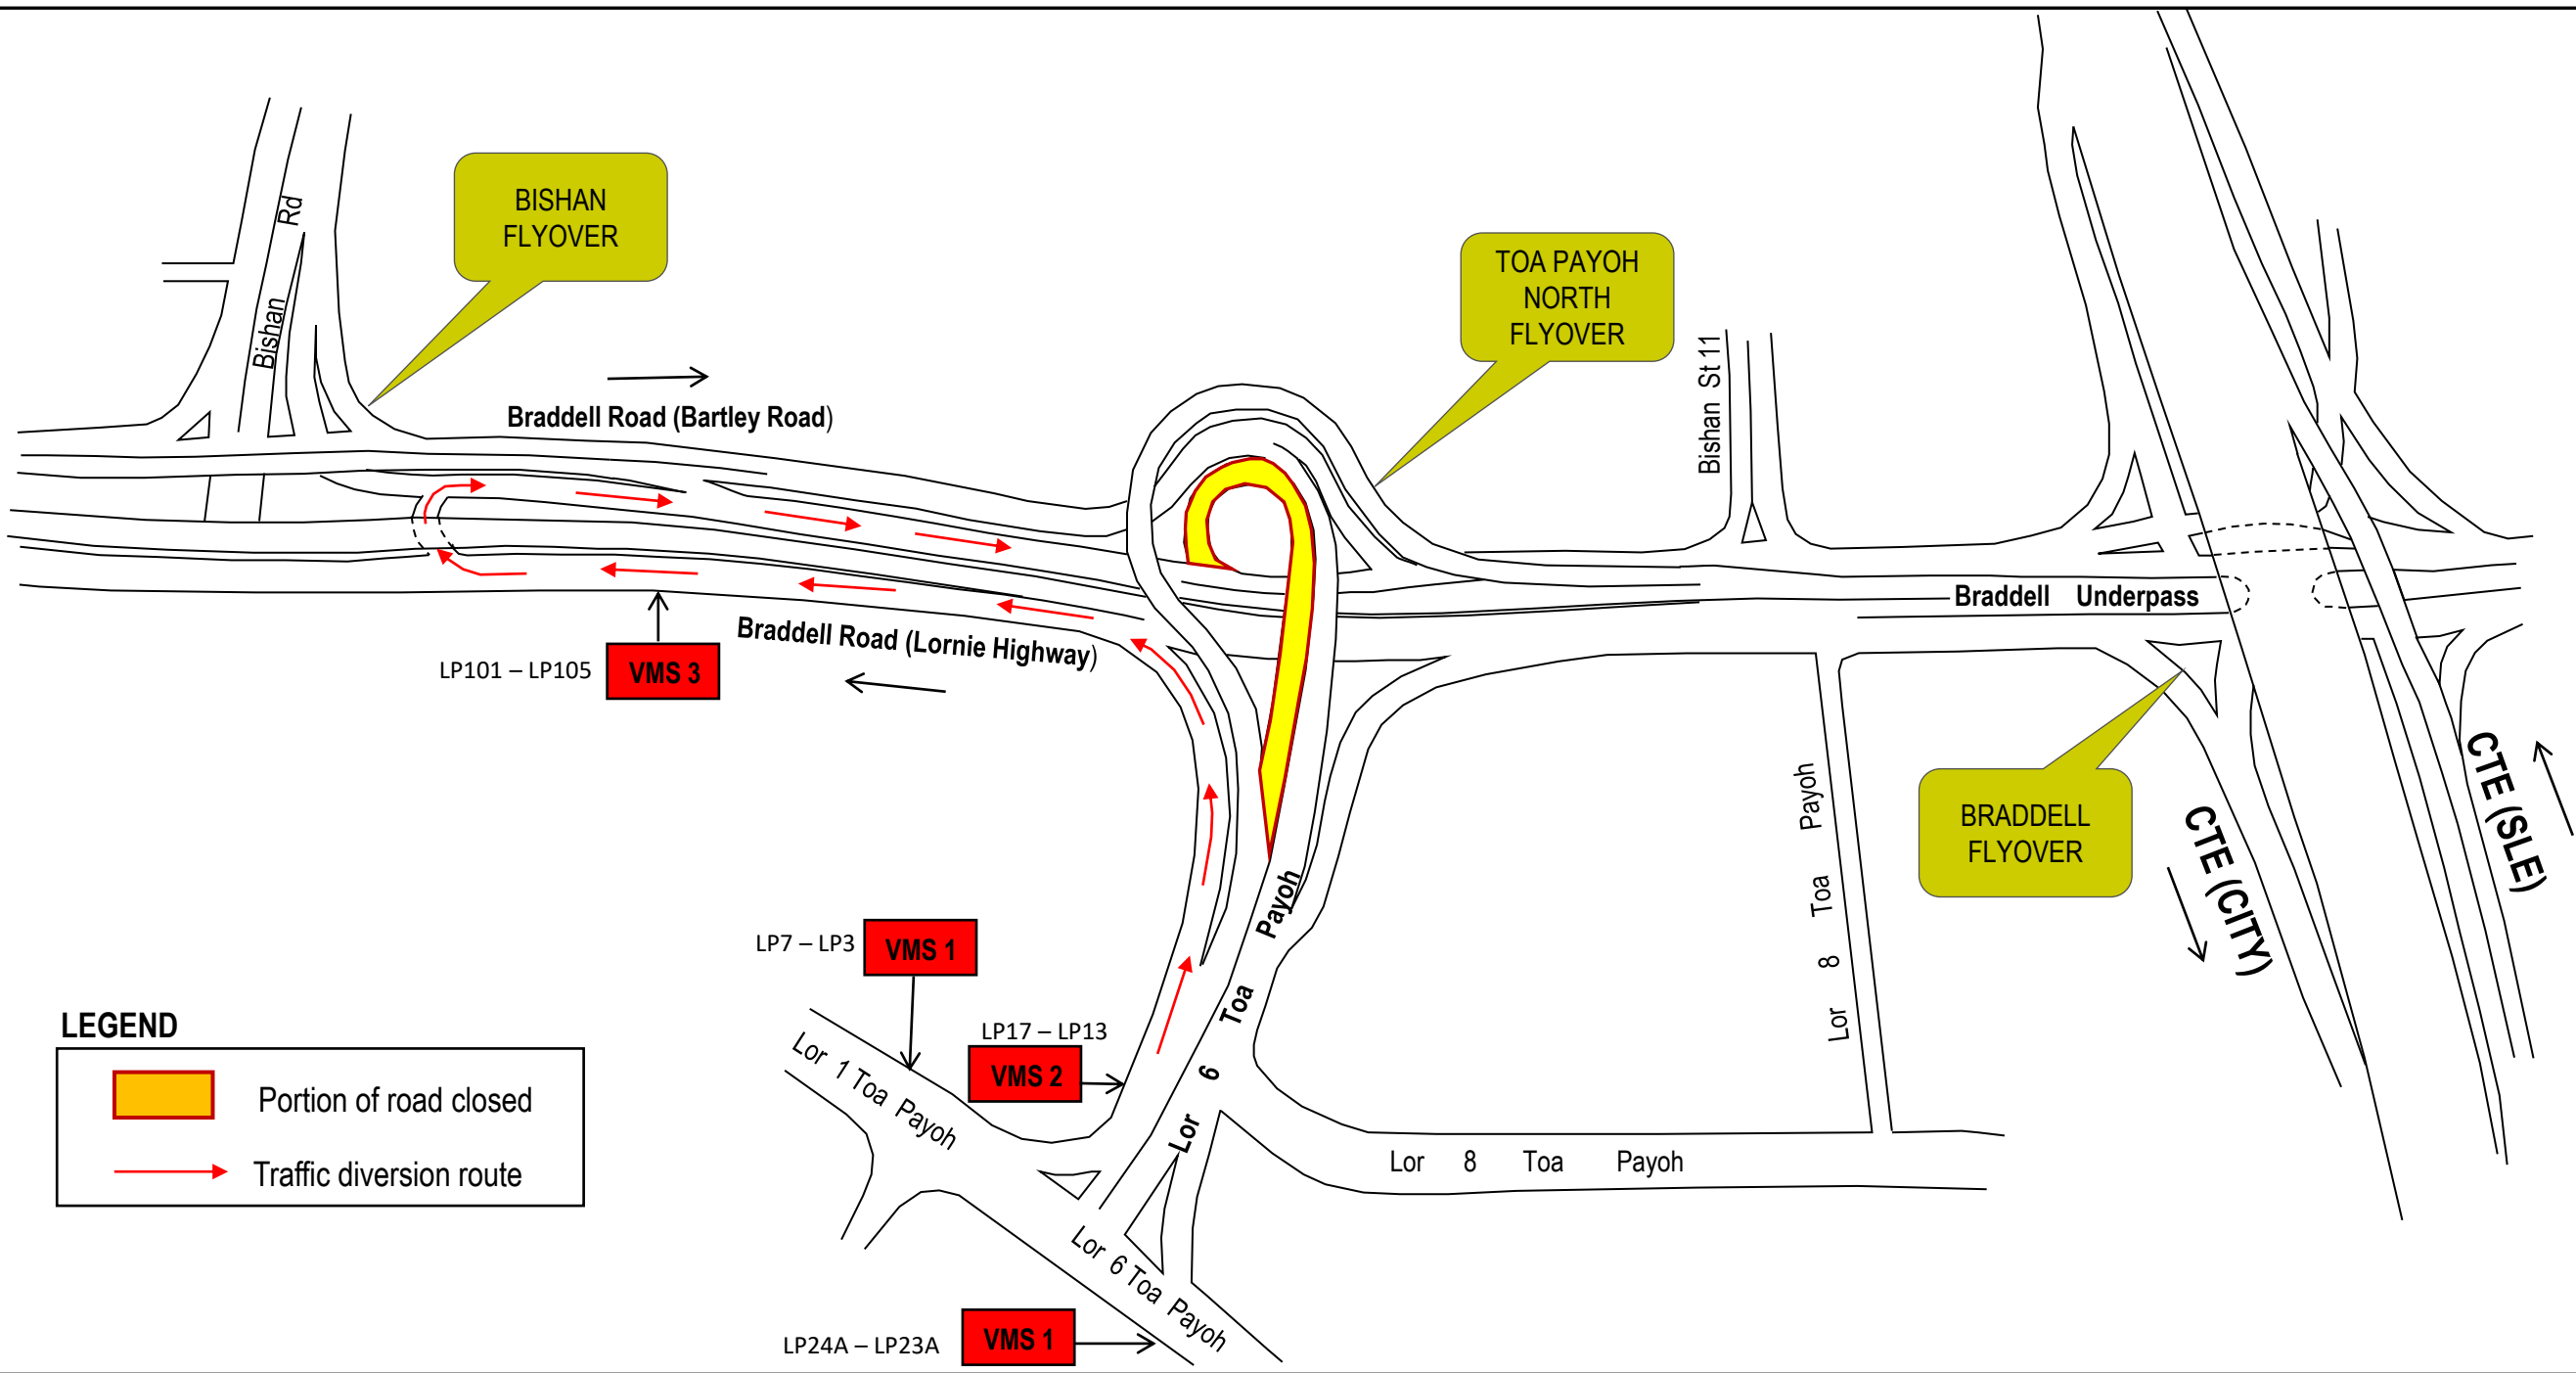 Bishan Rd
BISHAN
FLYOVER
TOA PAYOH
NORTH
FLYOVER
Bishan St 11
Braddell Road (Bartley Road)
Braddell Underpass
Braddell Road (Lornie Highway)
LP101 – LP105
VMS 3
BRADDELL
FLYOVER
CTE (CITY)
CTE (SLE)
Lor 8 Toa Payoh
Lor 6 Toa Payoh
LP7 – LP3
VMS 1
LP17 – LP13
VMS 2
Lor 1 Toa Payoh
Lor 8 Toa Payoh
Lor 6 Toa Payoh
LP24A – LP23A
VMS 1
LEGEND
Portion of road closed
Traffic diversion route